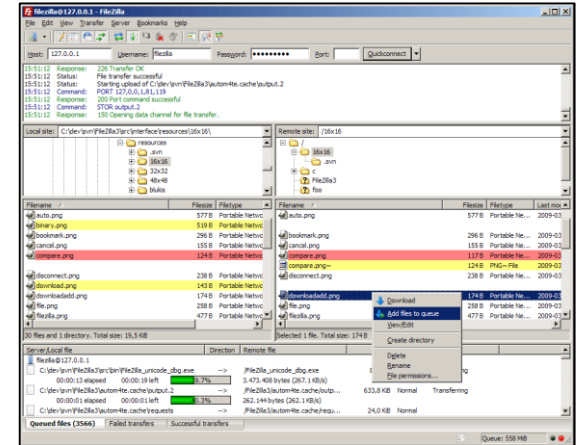 filezilla@127.0.0.1 - FileZilla
File Edit View Transfer Server Bookmarks Help
Host: 127.0.0.1 Username: filezilla Password: ••••••••• Port: Quickconnect
15:51:12 Response: 226 Transfer OK
15:51:12 Status: File transfer successful
15:51:12 Status: Starting upload of C:\dev\svn\FileZilla3\autom4te.cache\output.2
15:51:12 Command: PORT 127,0,0,1,81,119
15:51:12 Response: 200 Port command successful
15:51:12 Command: STOR output.2
15:51:12 Response: 150 Opening data channel for file transfer.
Local site: C:\dev\svn\FileZilla3\src\interface\resources\16x16\ Remote site: /16x16
resources /
.svn 16x16
16x16 .svn
32x32 c
48x48 FileZilla3
blukis foo
Filename Filesize Filetype Filename Filesize Filetype Last mo
auto.png 577 B Portable Netwo auto.png 577 B Portable Ne... 2009-03
binary.png 519 B Portable Netwo
bookmark.png 296 B Portable Netwo bookmark.png 296 B Portable Ne... 2009-03
cancel.png 155 B Portable Netwo cancel.png 155 B Portable Ne... 2009-03
compare.png 124 B Portable Netwo compare.png 117 B Portable Ne... 2009-03
compare.png~ 124 B PNG~ File 2009-03
disconnect.png 238 B Portable Netwo disconnect.png 238 B Portable Ne... 2009-03
download.png 143 B Portable Netwo
downloadadd.png 174 B Portable Netwo downloadadd.png 174 B Portable Ne... 2009-03
file.png 258 B Portable Netwo file.png 258 B Portable Ne... 2009-03
filezilla.png 477 B Portable Netwo filezilla.png 477 B Portable Ne... 2009-03
Download
Add files to queue
View/Edit
Create directory
Delete
Rename
File permissions...
30 files and 1 directory. Total size: 19,5 KiB Selected 1 file. Total size: 174 B
Server/Local file Direction Remote file
filezilla@127.0.0.1
C:\dev\svn\FileZilla3\src\bin\FileZilla_unicode_dbg.exe --> /FileZilla_unicode_dbg.exe
00:00:13 elapsed 00:00:19 left 9.7% 3.473.408 bytes (267.1 KB/s)
C:\dev\svn\FileZilla3\autom4te.cache\output... --> /autom4te.cache/outp... 633,8 KiB Normal Transferring
00:00:01 elapsed 00:00:01 left 0.3% 262.144 bytes (262.1 KB/s)
C:\dev\svn\FileZilla3\autom4te.cache\requests --> /autom4te.cache/requ... 24,0 KiB Normal
Queued files (3566) Failed transfers Successful transfers
Queue: 558 MiB